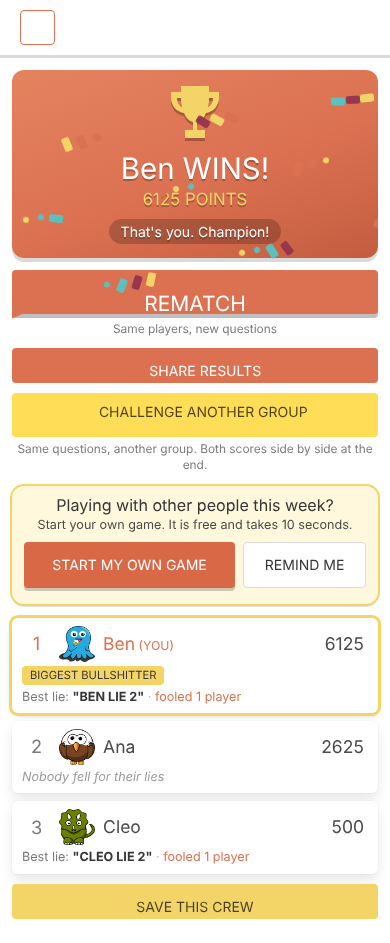 Ben WINS!
6125 POINTS
That's you. Champion!
REMATCH
Same players, new questions
SHARE RESULTS
CHALLENGE ANOTHER GROUP
Same questions, another group. Both scores side by side at the
end.
Playing with other people this week?
Start your own game. It is free and takes 10 seconds.
START MY OWN GAME
REMIND ME
1 Ben (YOU) 6125
BIGGEST BULLSHITTER
Best lie: "BEN LIE 2" · fooled 1 player
2 Ana 2625
Nobody fell for their lies
3 Cleo 500
Best lie: "CLEO LIE 2" · fooled 1 player
SAVE THIS CREW